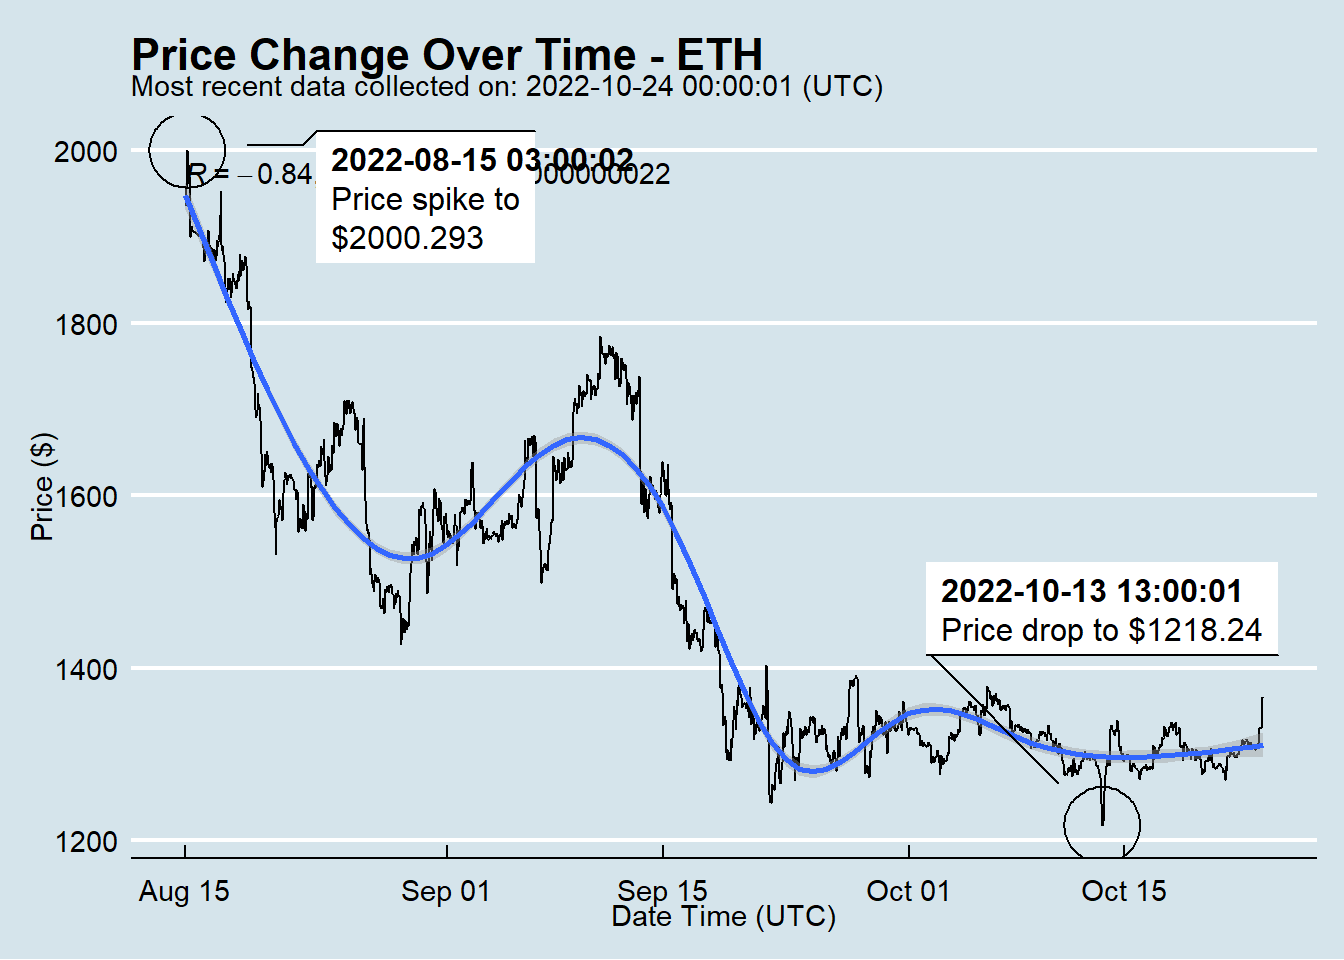 Price Change Over Time - ETH
Most recent data collected on: 2022-10-24 00:00:01 (UTC)
2022-08-15 03:00:02
R = −0.84
000000022
Price spike to
$2000.293
2000
1800
1600
1400
1200
Price ($)
2022-10-13 13:00:01
Price drop to $1218.24
Aug 15
Sep 01
Sep 15
Oct 01
Oct 15
Date Time (UTC)